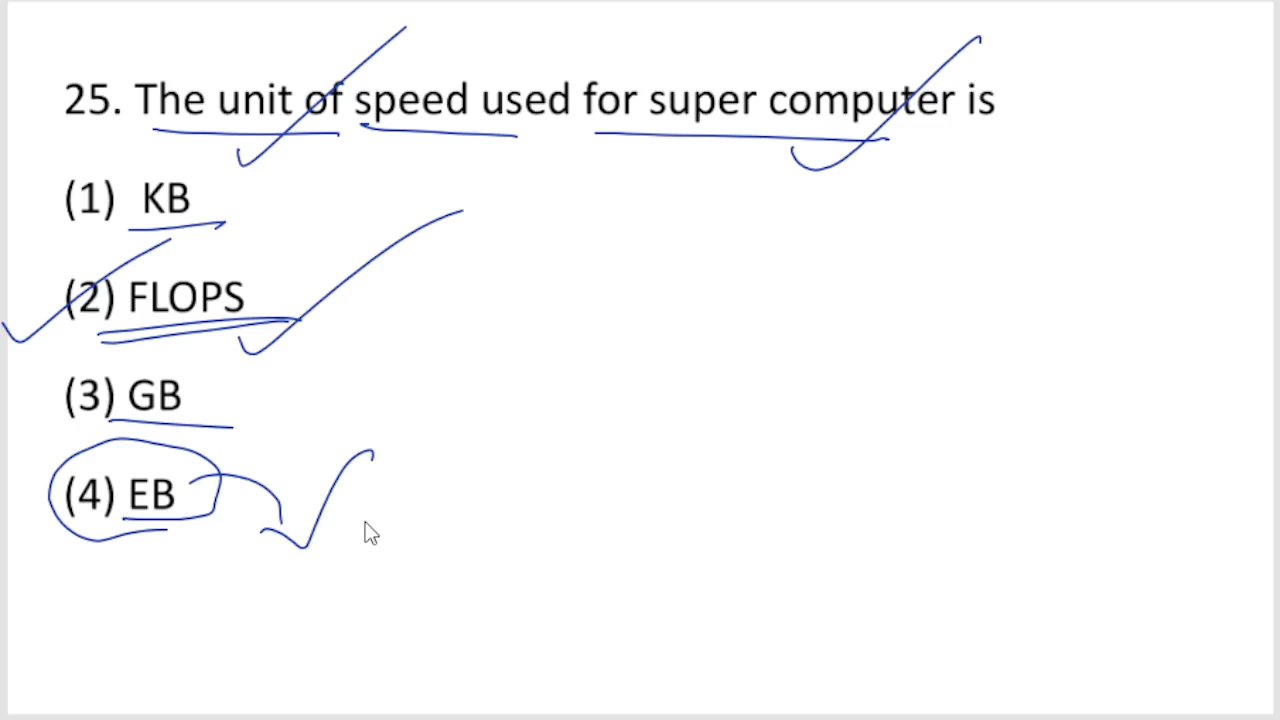 25. The unit of speed used for super computer is
(1) KB
(2) FLOPS
(3) GB
(4) EB